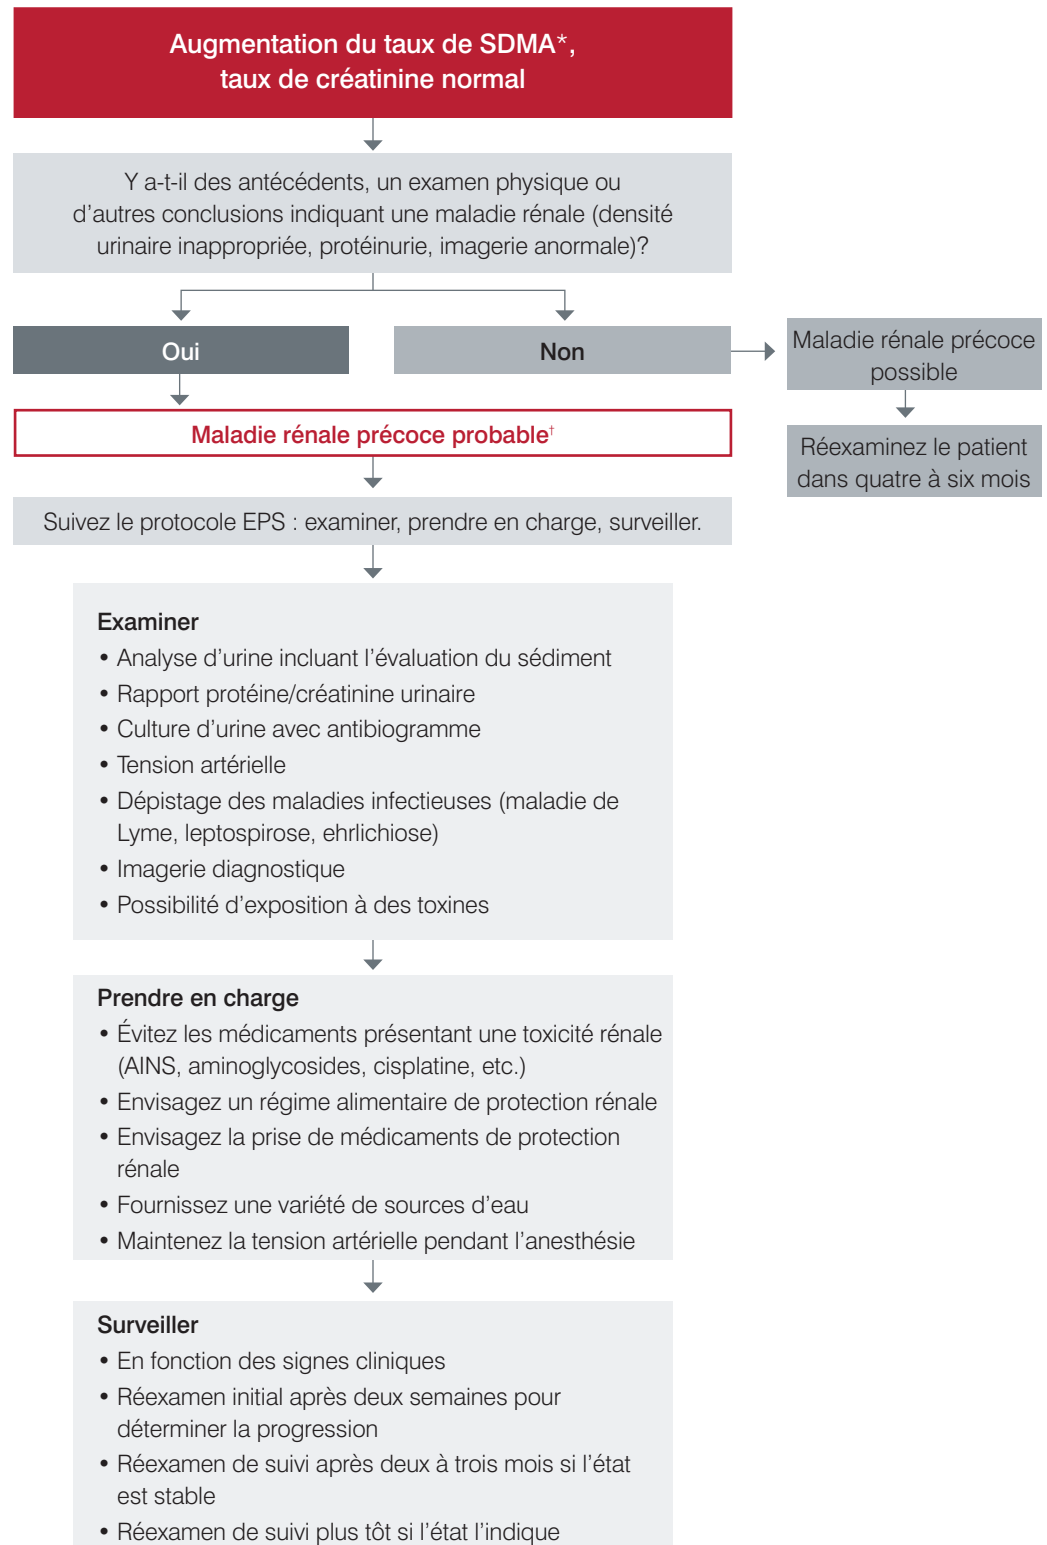 Augmentation du taux de SDMA*,
taux de créatinine normal
Y a-t-il des antécédents, un examen physique ou
d'autres conclusions indiquant une maladie rénale (densité
urinaire inappropriée, protéinurie, imagerie anormale)?
Oui
Non
Maladie rénale précoce
possible
Réexaminez le patient
dans quatre à six mois
Maladie rénale précoce probable†
Suivez le protocole EPS : examiner, prendre en charge, surveiller.
Examiner
• Analyse d'urine incluant l'évaluation du sédiment
• Rapport protéine/créatinine urinaire
• Culture d'urine avec antibiogramme
• Tension artérielle
• Dépistage des maladies infectieuses (maladie de
Lyme, leptospirose, ehrlichiose)
• Imagerie diagnostique
• Possibilité d'exposition à des toxines
Prendre en charge
• Évitez les médicaments présentant une toxicité rénale
(AINS, aminoglycosides, cisplatine, etc.)
• Envisagez un régime alimentaire de protection rénale
• Envisagez la prise de médicaments de protection
rénale
• Fournissez une variété de sources d'eau
• Maintenez la tension artérielle pendant l'anesthésie
Surveiller
• En fonction des signes cliniques
• Réexamen initial après deux semaines pour
déterminer la progression
• Réexamen de suivi après deux à trois mois si l'état
est stable
• Réexamen de suivi plus tôt si l'état l'indique